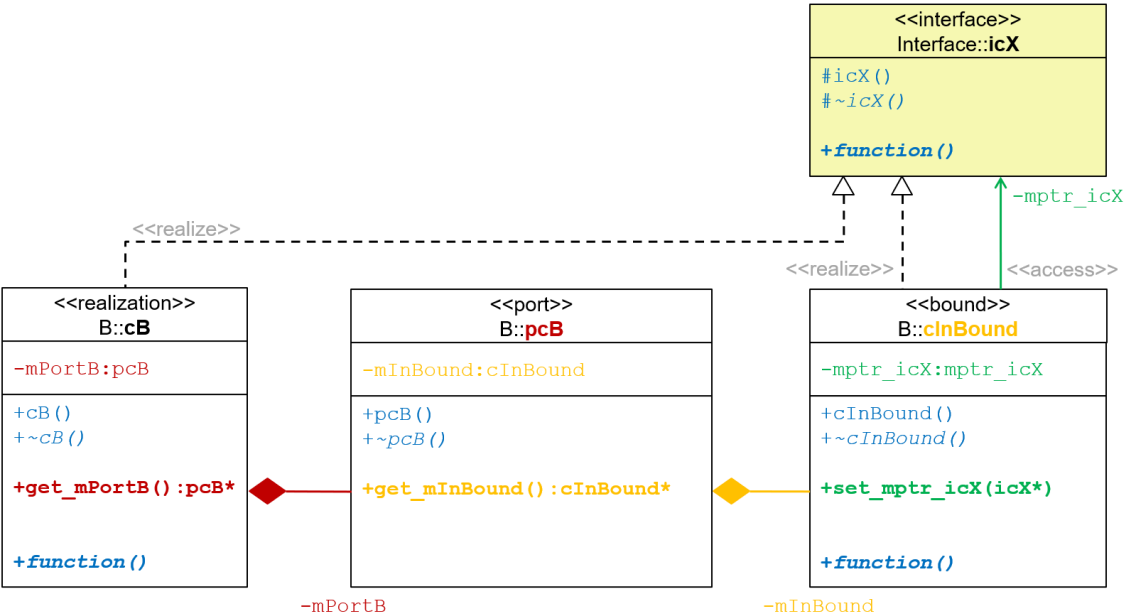 <<interface>>
Interface::icX
#icX()
#~icX()
+function()
-mptr_icX
<<realize>>
<<realize>>
<<access>>
<<realization>>
B::cB
-mPortB:pcB
+cB()
+~cB()
+get_mPortB():pcB*
+function()
<<port>>
B::pcB
-mInBound:cInBound
+pcB()
+~pcB()
+get_mInBound():cInBound*
<<bound>>
B::cInBound
-mptr_icX:mptr_icX
+cInBound()
+~cInBound()
+set_mptr_icX(icX*)
+function()
-mPortB
-mInBound